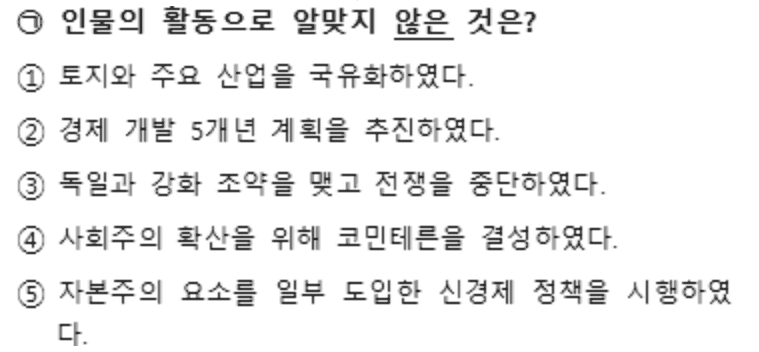 ㉠ 인물의 활동으로 알맞지 않은 것은?
① 토지와 주요 산업을 국유화하였다.
② 경제 개발 5개년 계획을 추진하였다.
③ 독일과 강화 조약을 맺고 전쟁을 중단하였다.
④ 사회주의 확산을 위해 코민테른을 결성하였다.
⑤ 자본주의 요소를 일부 도입한 신경제 정책을 시행하였
다.